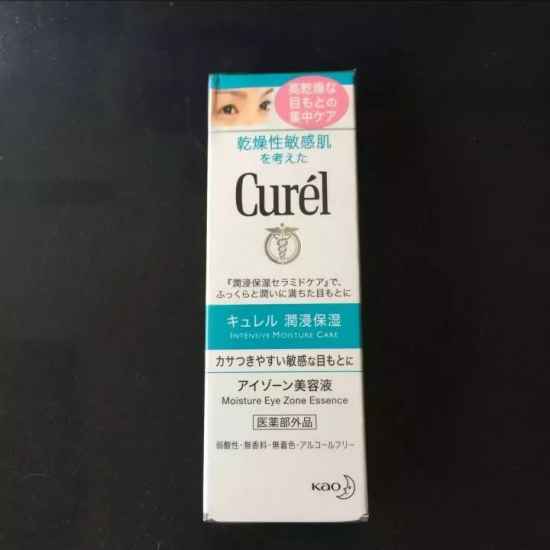 高乾燥な
目もとの
集中ケア
乾燥性敏感肌
を考えた
Curél
『潤浸保湿セラミドケア』で、
ふっくらと潤いに満ちた目もとに
キュレル 潤浸保湿
INTENSIVE MOISTURE CARE
カサつきやすい敏感な目もとに
アイゾーン美容液
Moisture Eye Zone Essence
医薬部外品
弱酸性・無香料・無着色・アルコールフリー
Kao